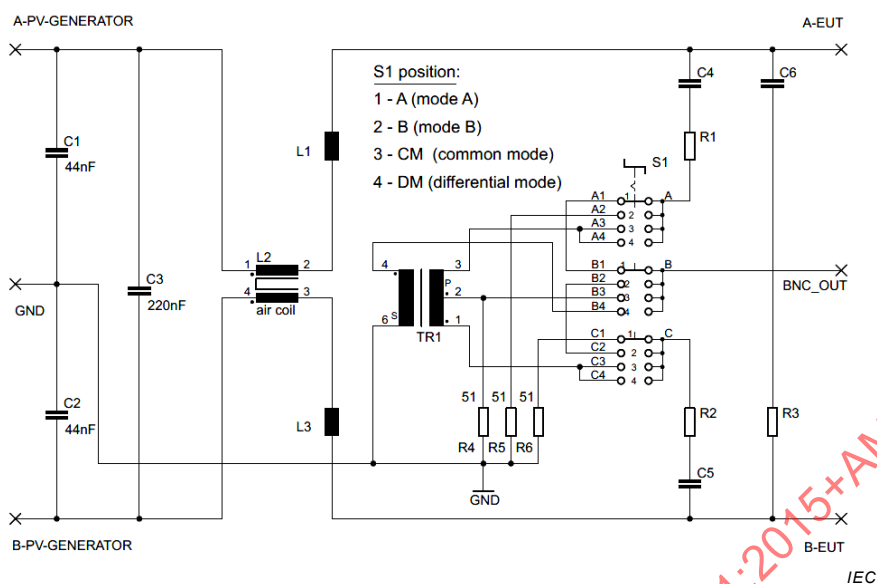 A-PV-GENERATOR
A-EUT
S1 position:
1 - A (mode A)
2 - B (mode B)
3 - CM (common mode)
4 - DM (differential mode)
C4
C6
R1
S1
C1
44nF
L1
A1
1
A
A2
2
A3
3
A4
4
L2
1
2
4
3
air coil
GND
C3
220nF
4
3
P
2
6
S
1
TR1
B1
1
B
B2
2
B3
3
B4
4
BNC_OUT
C1
1
C
C2
2
C3
3
C4
4
C2
44nF
L3
51
51
51
R4
R5
R6
R2
R3
C5
GND
B-PV-GENERATOR
B-EUT
:2015+AM
IEC